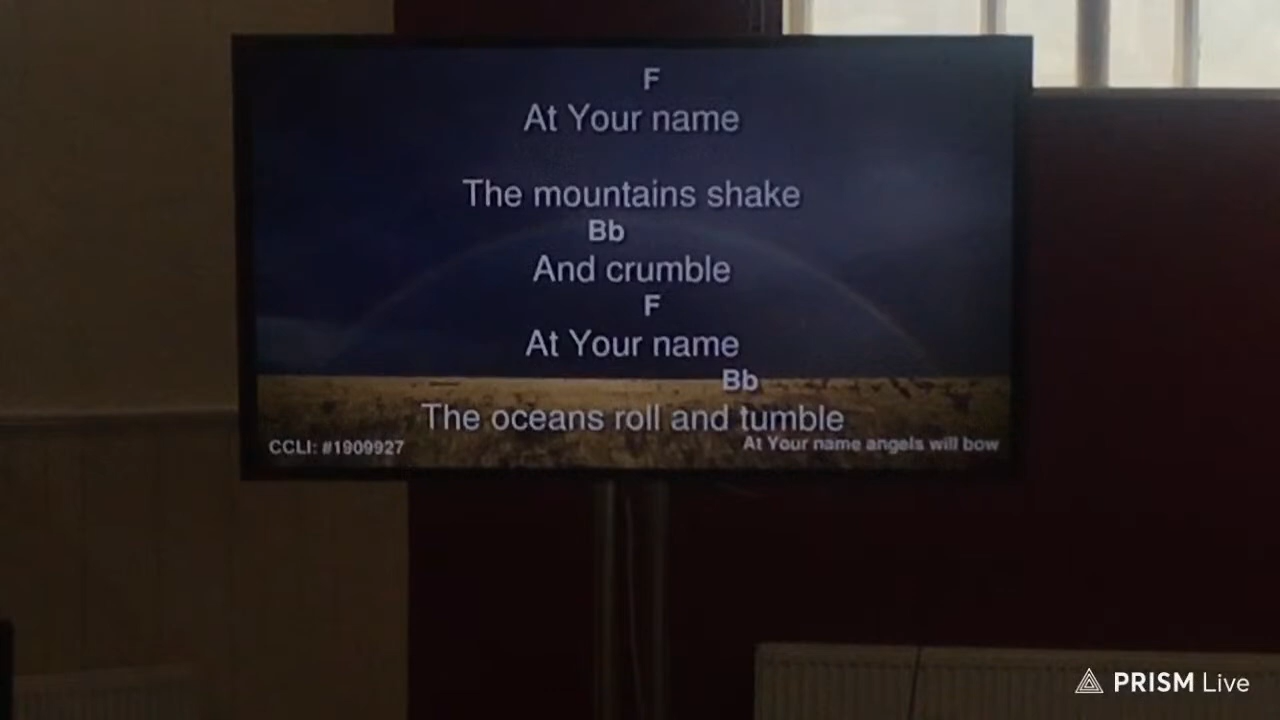 F
At Your name
The mountains shake
Bb
And crumble
F
At Your name
Bb
The oceans roll and tumble
CCLI: #1909927
At Your name angels will bow
PRISM Live